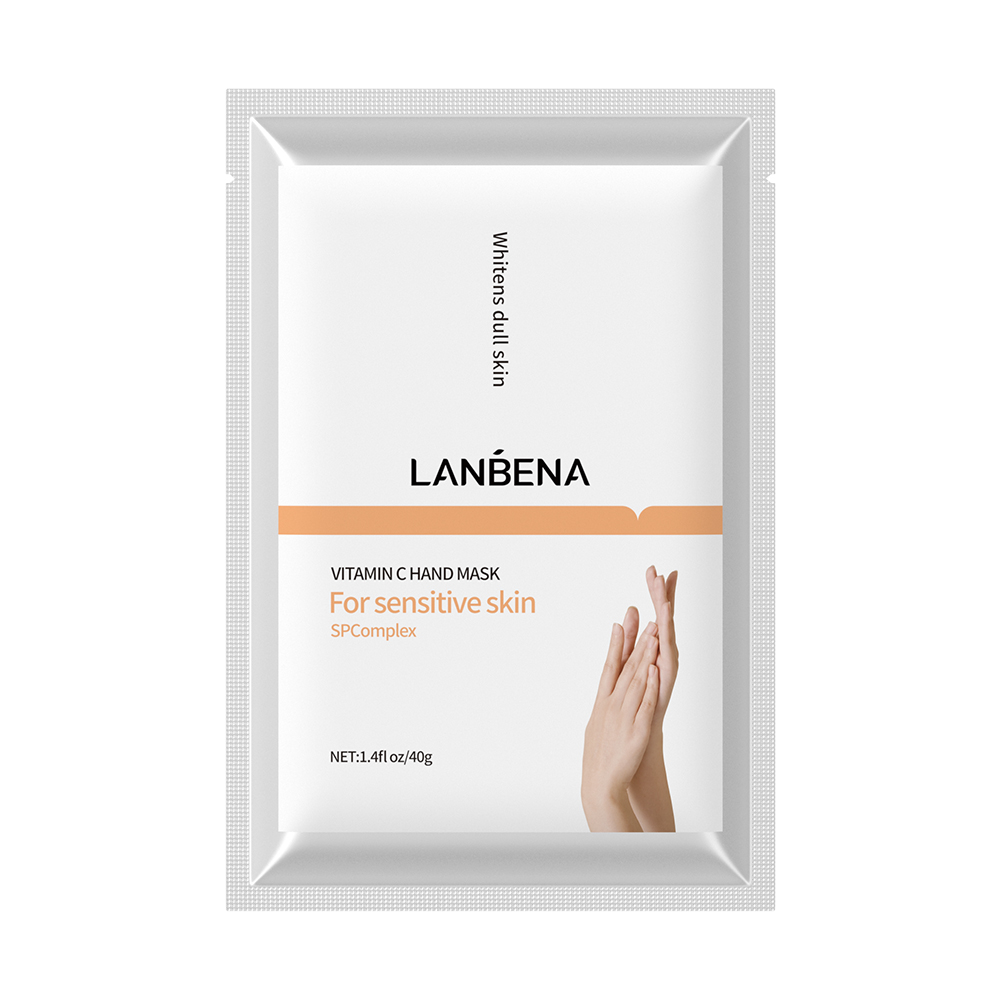 Whitens dull skin
LANBENA
VITAMIN C HAND MASK
For sensitive skin
SPComplex
NET:1.4fl oz/40g